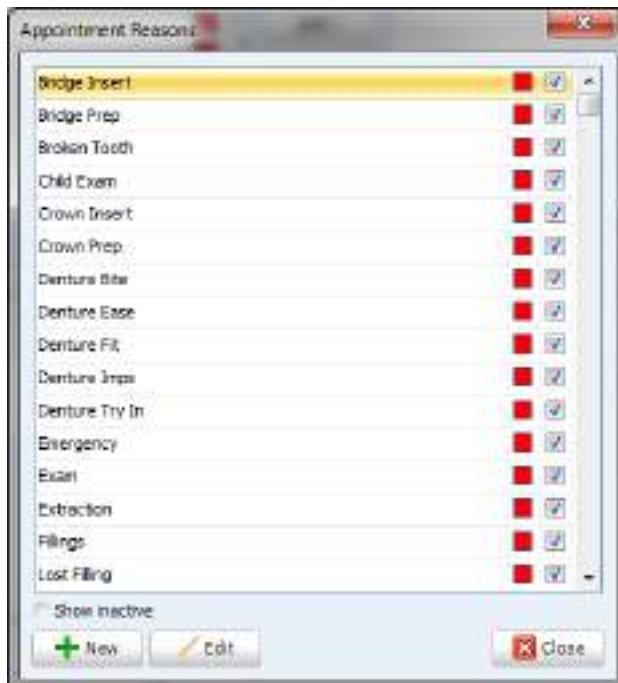 Appointment Reasons
Bridge Insert
Bridge Prep
Broken Tooth
Child Exam
Crown Insert
Crown Prep
Denture Bite
Denture Ease
Denture Fit
Denture Imps
Denture Try In
Emergency
Exam
Extraction
Fillings
Lost Filling
Show inactive
New Edit Close